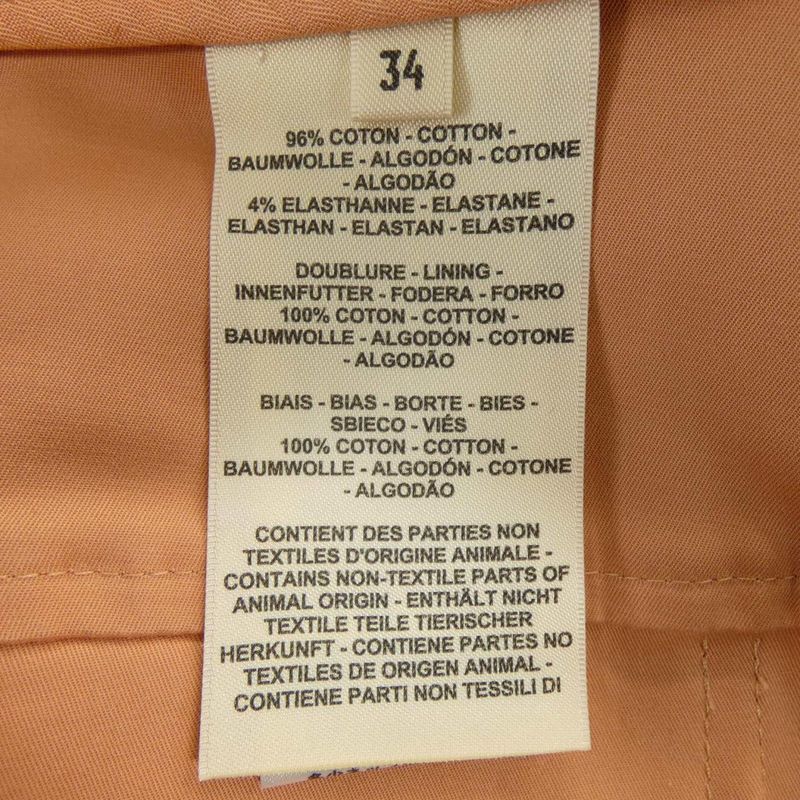 34
96% COTON - COTTON -
BAUMWOLLE - ALGODÓN - COTONE
- ALGODÃO
4% ELASTHANNE - ELASTANE -
ELASTHAN - ELASTAN - ELASTANO
DOUBLURE - LINING -
INNENFUTTER - FODERA - FORRO
100% COTON - COTTON -
BAUMWOLLE - ALGODÓN - COTONE
- ALGODÃO
BIAIS - BIAS - BORTE - BIES -
SBIECO - VIÉS
100% COTON - COTTON -
BAUMWOLLE - ALGODÓN - COTONE
- ALGODÃO
CONTIENT DES PARTIES NON
TEXTILES D'ORIGINE ANIMALE -
CONTAINS NON-TEXTILE PARTS OF
ANIMAL ORIGIN - ENTHÄLT NICHT
TEXTILE TEILE TIERISCHER
HERKUNFT - CONTIENE PARTES NO
TEXTILES DE ORIGEN ANIMAL -
CONTIENE PARTI NON TESSILI DI